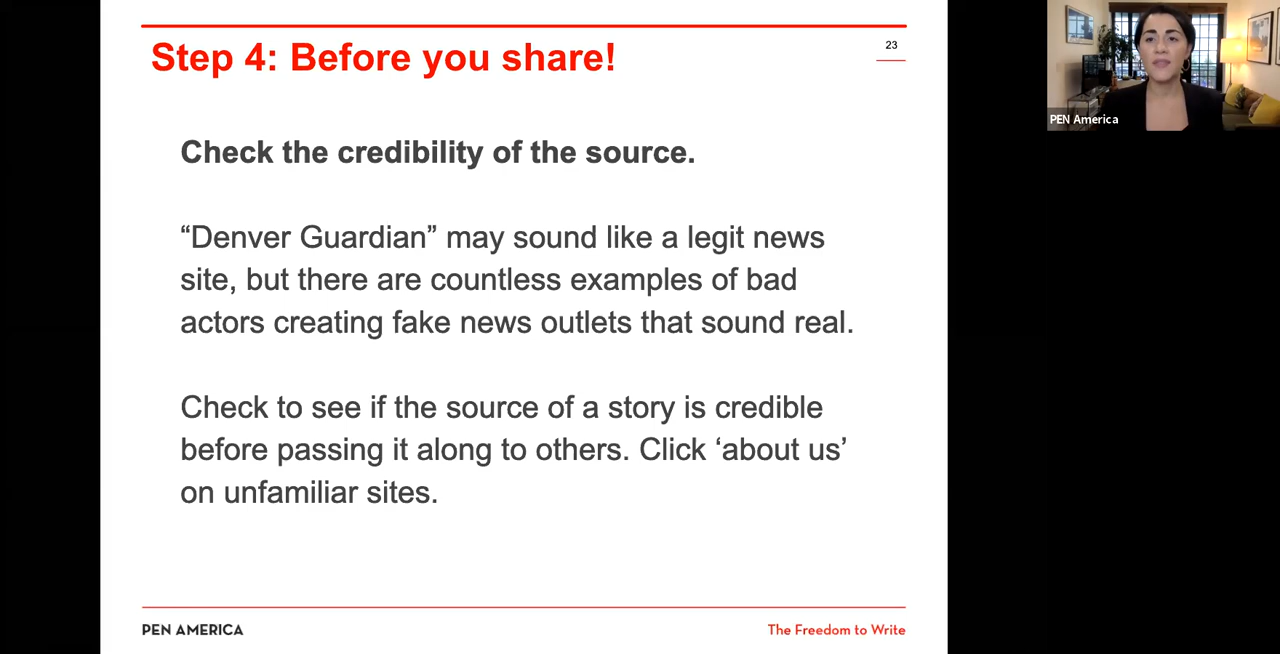 Step 4: Before you share!
23
PEN America
Check the credibility of the source.
“Denver Guardian” may sound like a legit news
site, but there are countless examples of bad
actors creating fake news outlets that sound real.
Check to see if the source of a story is credible
before passing it along to others. Click ‘about us’
on unfamiliar sites.
PEN AMERICA
The Freedom to Write